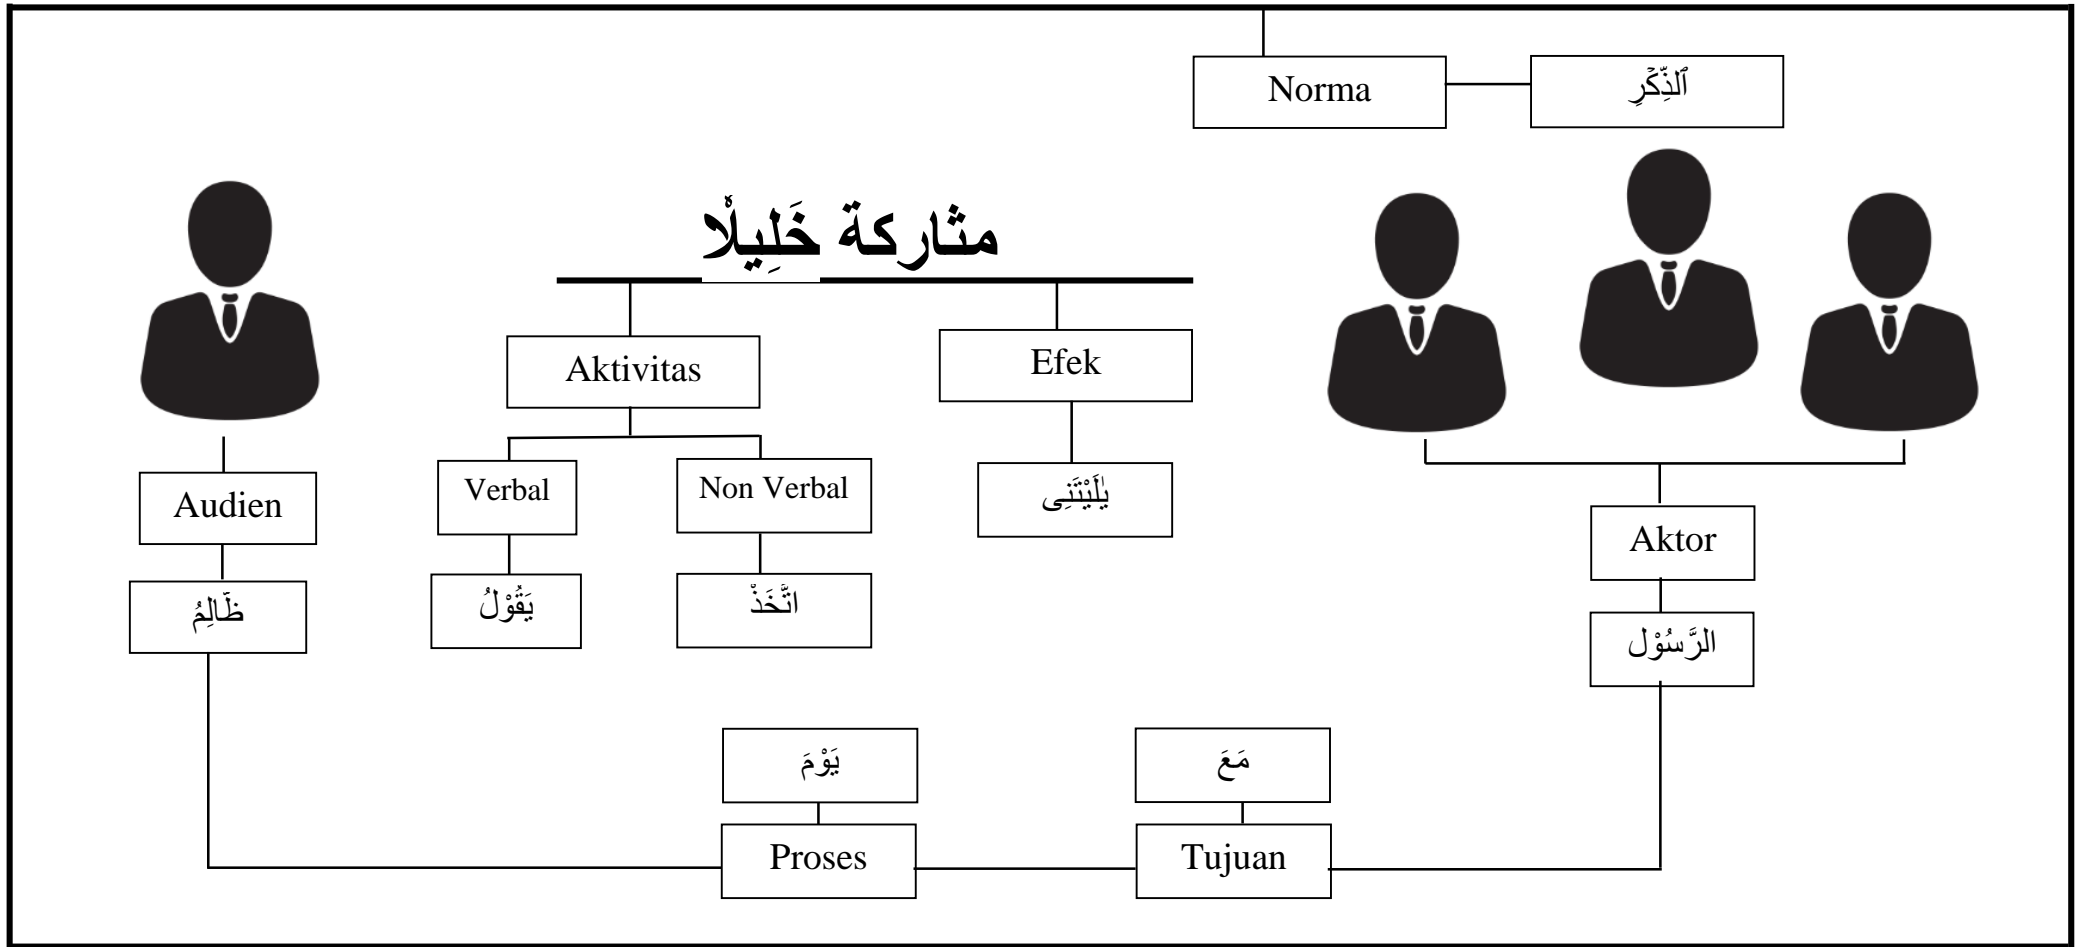 Norma
ٱلذِّكْرِ
مثاركة خَلِيلًا
Aktivitas
Efek
Verbal
Non Verbal
يٰلَيْتَنِى
Audien
Aktor
ظَّالِمُ
يَقُوْلُ
اتَّخَذْ
الرَّسُوْل
يَوْمَ
مَعَ
Proses
Tujuan